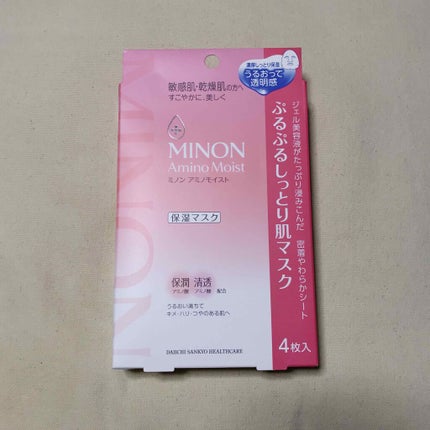 MINON
敏感肌・乾燥肌の方へ
すこやかに、美しく
MINON
Amino Moist
ミノン アミノモイスト
保湿マスク
保潤 清透
アミノ酸 アミノ酸 配合
うるおい満ちて
キメ・ハリ・つやのある肌へ
DAIICHI SANKYO HEALTHCARE
濃厚しっとり保湿
うるおって
透明感
ジェル美容液がたっぷり浸みこんだ 密着やわらかシート
ぷるぷるしっとり肌マスク
4枚入